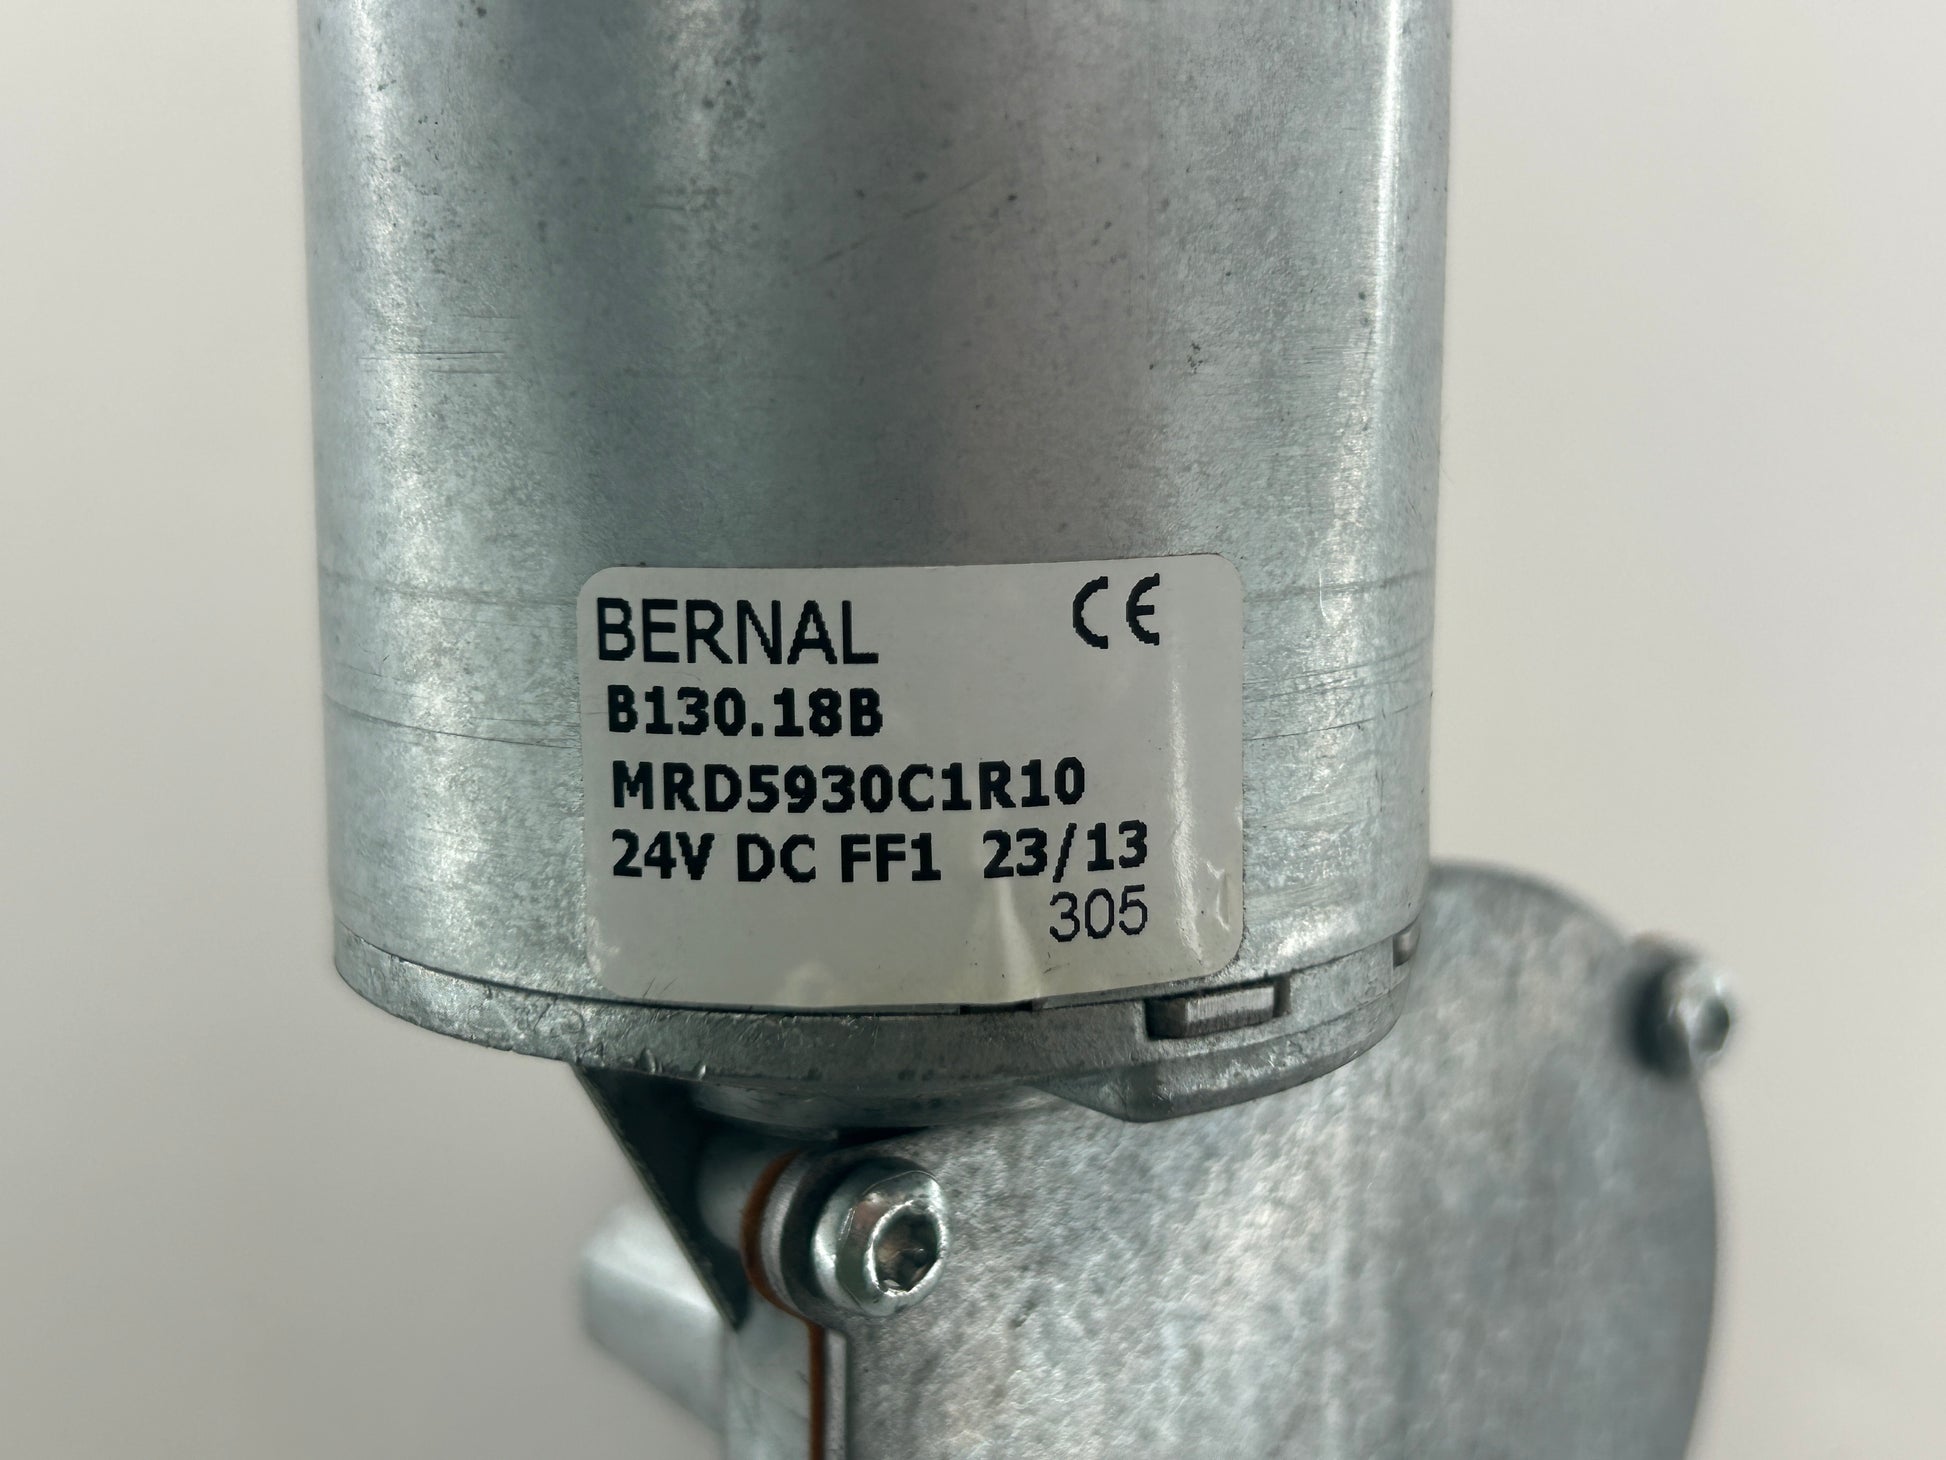 BERNAL CE
B130.18B
MRD5930C1R10
24V DC FF1 23/13
305